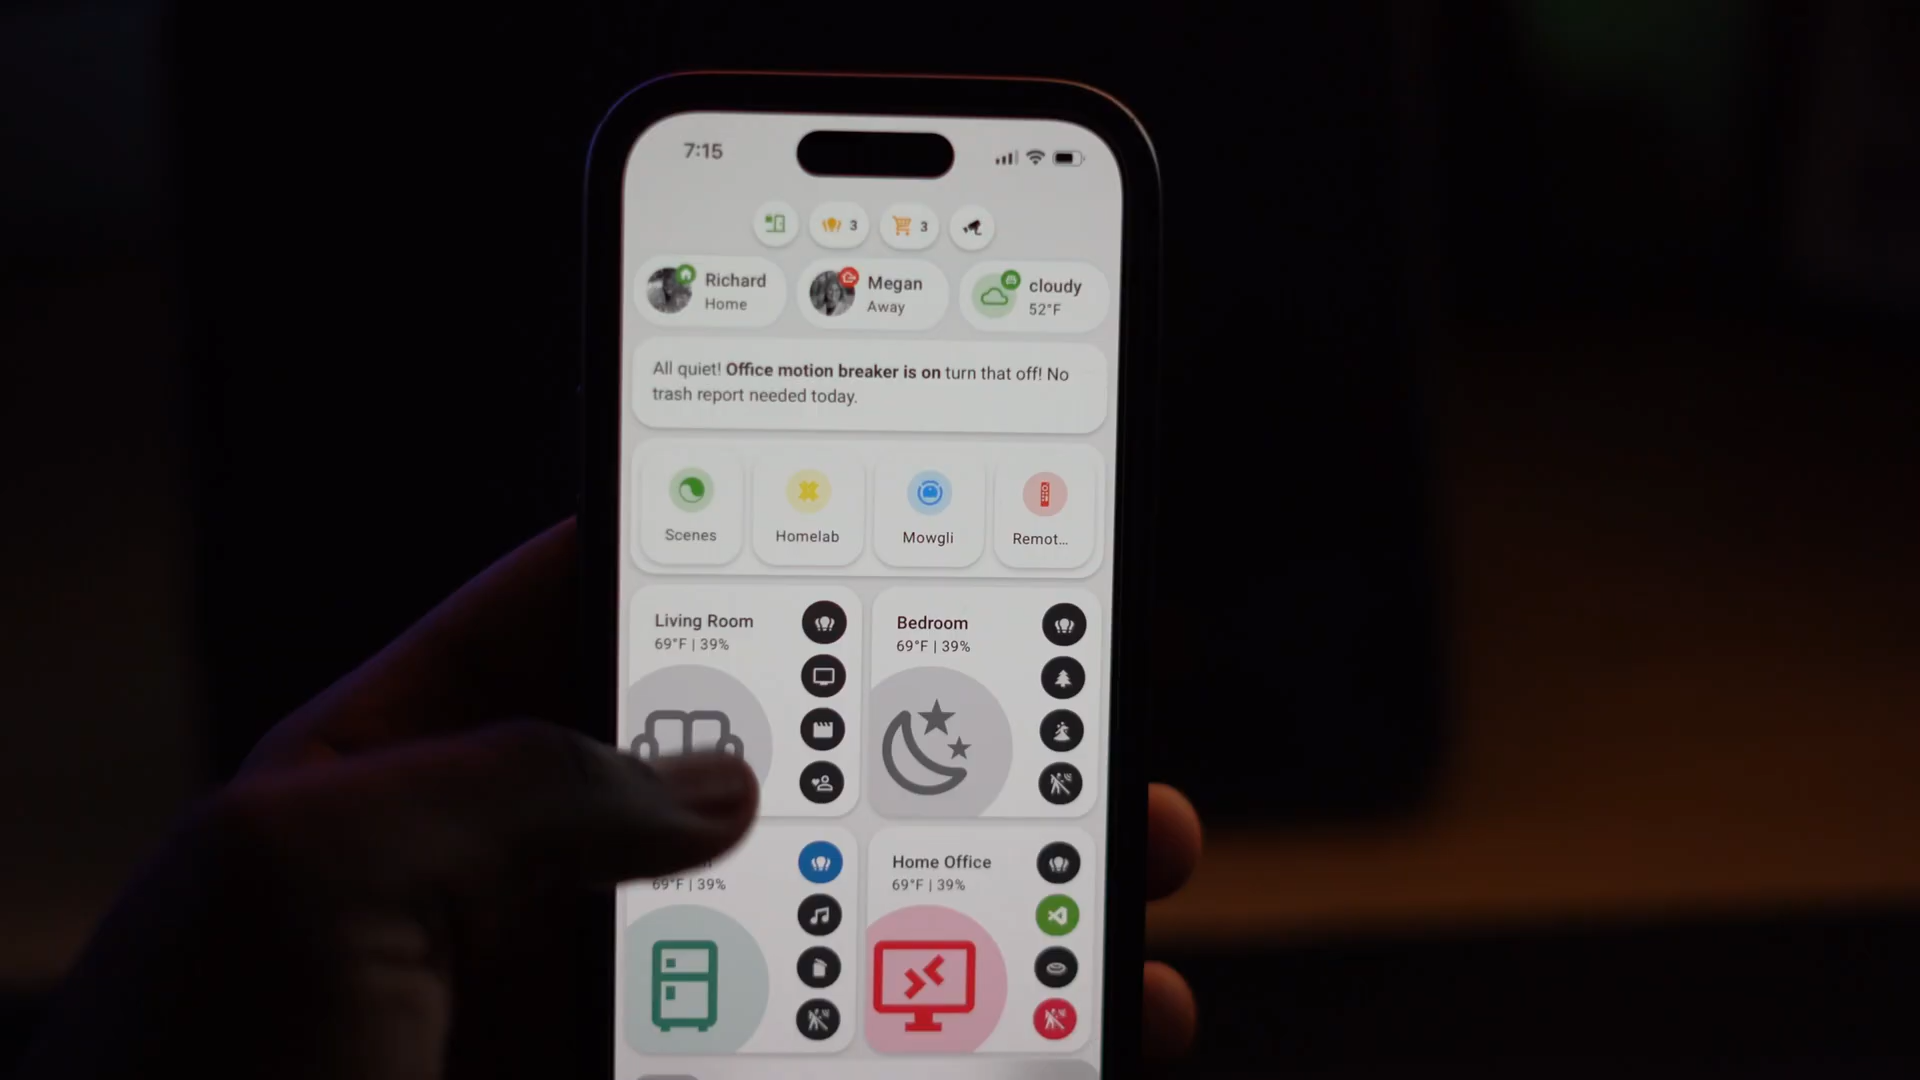 7:15
3
3
Richard
Home
Megan
Away
cloudy
52°F
All quiet! Office motion breaker is on turn that off! No
trash report needed today.
Scenes
Homelab
Mowgli
Remot...
Living Room
69°F | 39%
Bedroom
69°F | 39%
69°F | 39%
Home Office
69°F | 39%